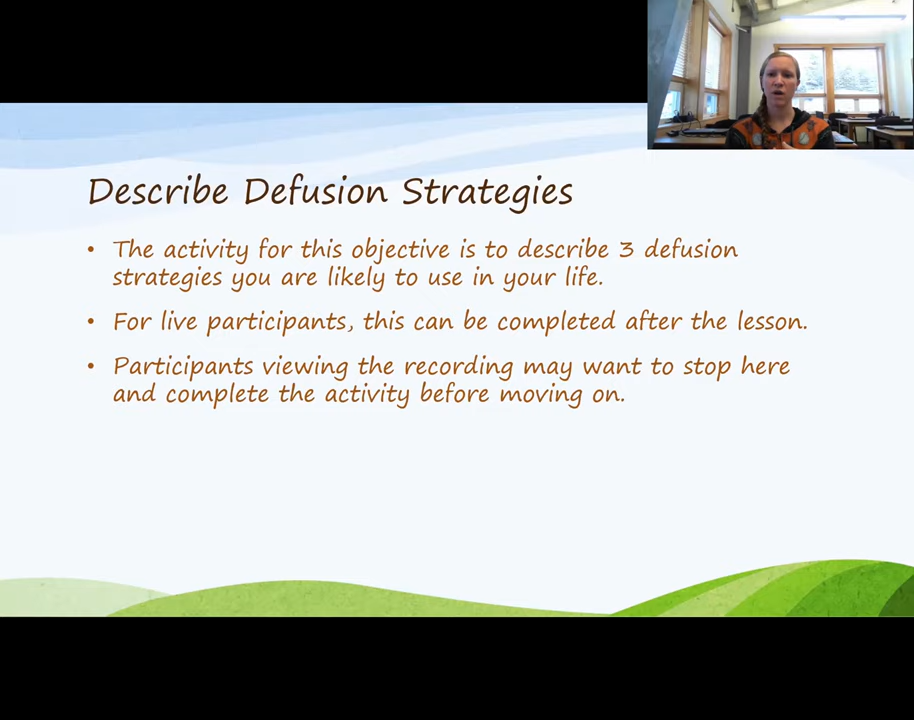 Describe Defusion Strategies
• The activity for this objective is to describe 3 defusion
strategies you are likely to use in your life.
• For live participants, this can be completed after the lesson.
• Participants viewing the recording may want to stop here
and complete the activity before moving on.